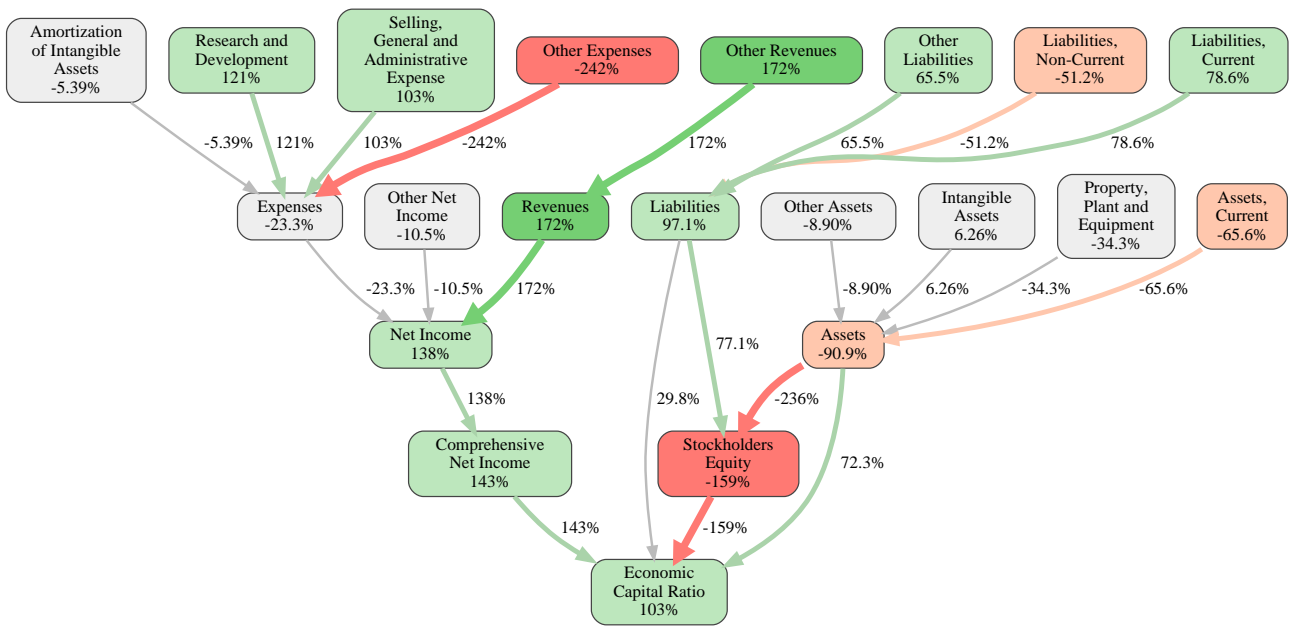 Amortization
of Intangible
Assets
-5.39%
Research and
Development
121%
Selling,
General and
Administrative
Expense
103%
Other Expenses
-242%
Other Revenues
172%
Other
Liabilities
65.5%
Liabilities,
Non-Current
-51.2%
Liabilities,
Current
78.6%
-5.39%
121%
103%
-242%
172%
65.5%
-51.2%
78.6%
Expenses
-23.3%
Other Net
Income
-10.5%
Revenues
172%
Liabilities
97.1%
Other Assets
-8.90%
Intangible
Assets
6.26%
Property,
Plant and
Equipment
-34.3%
Assets,
Current
-65.6%
-23.3%
-10.5%
172%
-8.90%
6.26%
-34.3%
-65.6%
Net Income
138%
77.1%
Assets
-90.9%
138%
29.8%
-236%
Comprehensive
Net Income
143%
Stockholders
Equity
-159%
72.3%
143%
-159%
Economic
Capital Ratio
103%